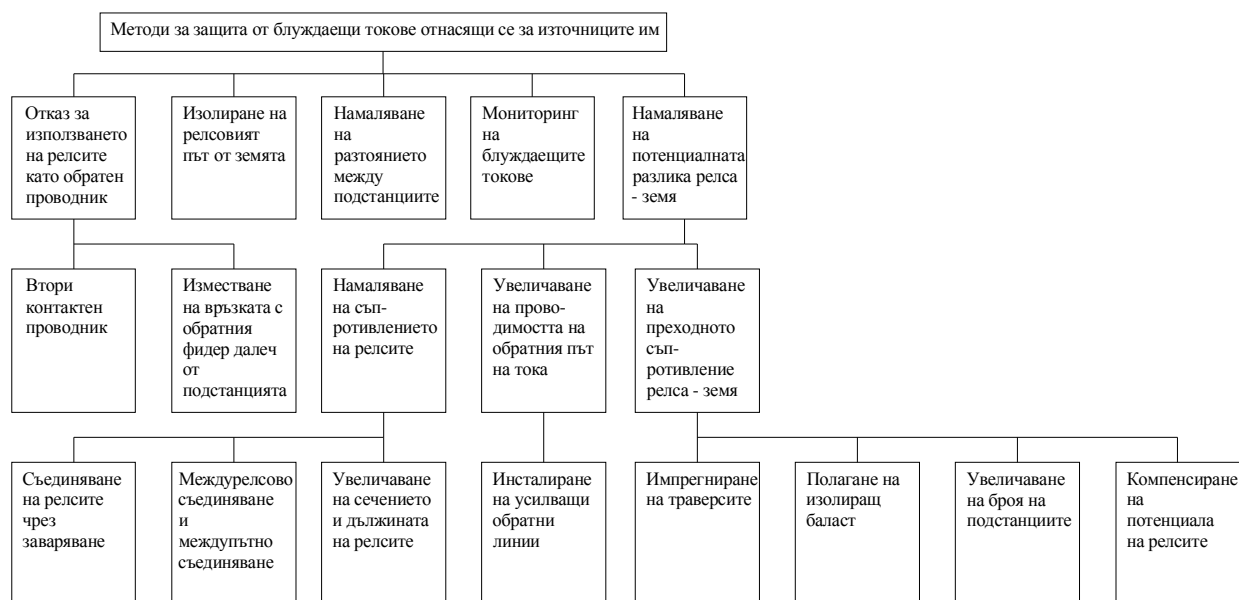 Методи за защита от блуждаещи токове отнасящи се за източниците им
Отказ за
използването
на релсите
като обратен
проводник
Изолиране на
релсовият
път от земята
Намаляване
на
разтоянието
между
подстанциите
Мониторинг
на
блуждаещите
токове
Намаляване
на
потенциалната
разлика релса
- земя
Втори
контактен
проводник
Изместване
на връзката с
обратния
фидер далеч
от
подстанцията
Намаляване
на съп-
ротивлението
на релсите
Увеличаване
на прово-
димостта на
обратния път
на тока
Увеличаване
на
преходното
съп-
ротивление
релса - земя
Съединяване
на релсите
чрез
заваряване
Междурелсово
съединяване
и
междупътно
съединяване
Увеличаване
на сечението
и дължината
на релсите
Инсталиране
на усилващи
обратни
линии
Импрегниране
на траверсите
Полагане на
изолиращ
баласт
Увеличаване
на броя на
подстанциите
Компенсиране
на
потенциала
на релсите